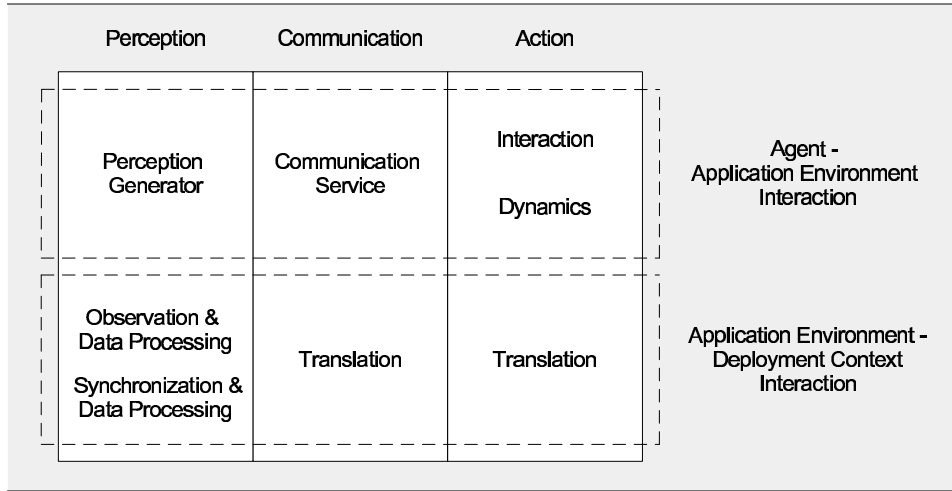 Perception
Communication
Action
Perception
Generator
Communication
Service
Interaction
Dynamics
Agent -
Application Environment
Interaction
Observation &
Data Processing
Synchronization &
Data Processing
Translation
Translation
Application Environment -
Deployment Context
Interaction